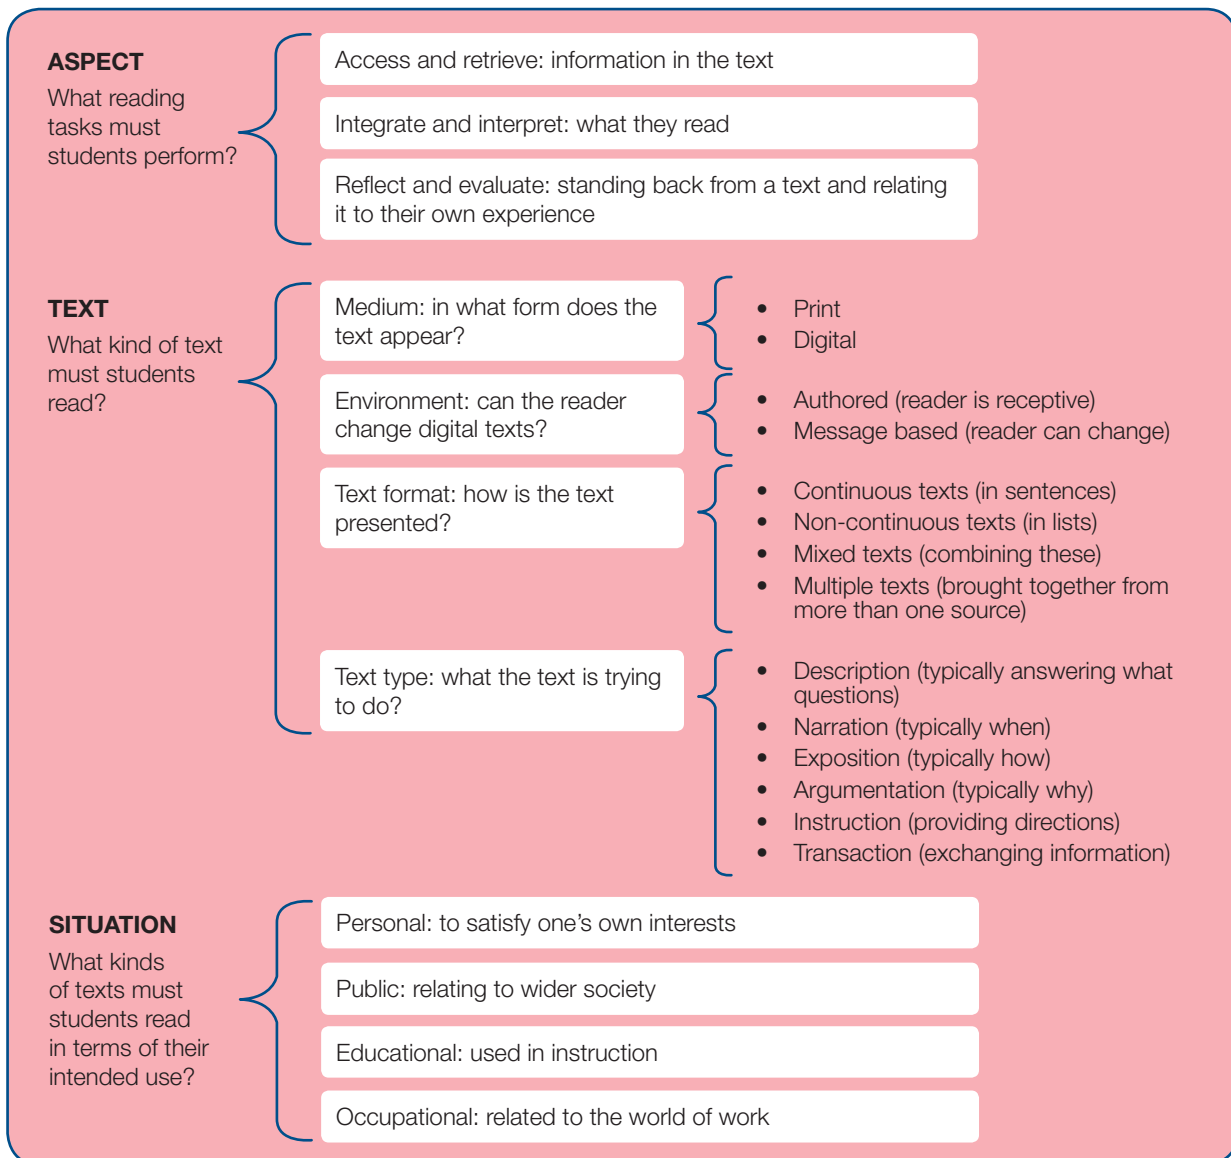 ASPECT
What reading
tasks must
students perform?
Access and retrieve: information in the text
Integrate and interpret: what they read
Reflect and evaluate: standing back from a text and relating
it to their own experience
TEXT
What kind of text
must students
read?
Medium: in what form does the
text appear?
• Print
• Digital
Environment: can the reader
change digital texts?
• Authored (reader is receptive)
• Message based (reader can change)
Text format: how is the text
presented?
• Continuous texts (in sentences)
• Non-continuous texts (in lists)
• Mixed texts (combining these)
• Multiple texts (brought together from
more than one source)
Text type: what the text is trying
to do?
• Description (typically answering what
questions)
• Narration (typically when)
• Exposition (typically how)
• Argumentation (typically why)
• Instruction (providing directions)
• Transaction (exchanging information)
SITUATION
What kinds
of texts must
students read
in terms of their
intended use?
Personal: to satisfy one’s own interests
Public: relating to wider society
Educational: used in instruction
Occupational: related to the world of work